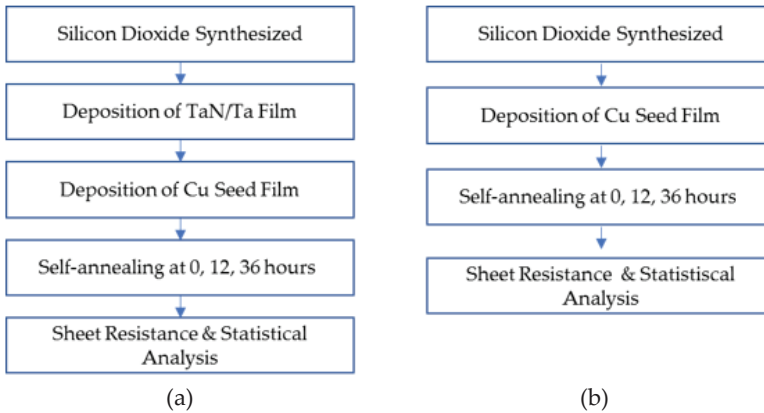 Silicon Dioxide Synthesized
Deposition of TaN/Ta Film
Deposition of Cu Seed Film
Self-annealing at 0, 12, 36 hours
Sheet Resistance & Statistical
Analysis
(a)
Silicon Dioxide Synthesized
Deposition of Cu Seed Film
Self-annealing at 0, 12, 36 hours
Sheet Resistance & Statistiscal
Analysis
(b)